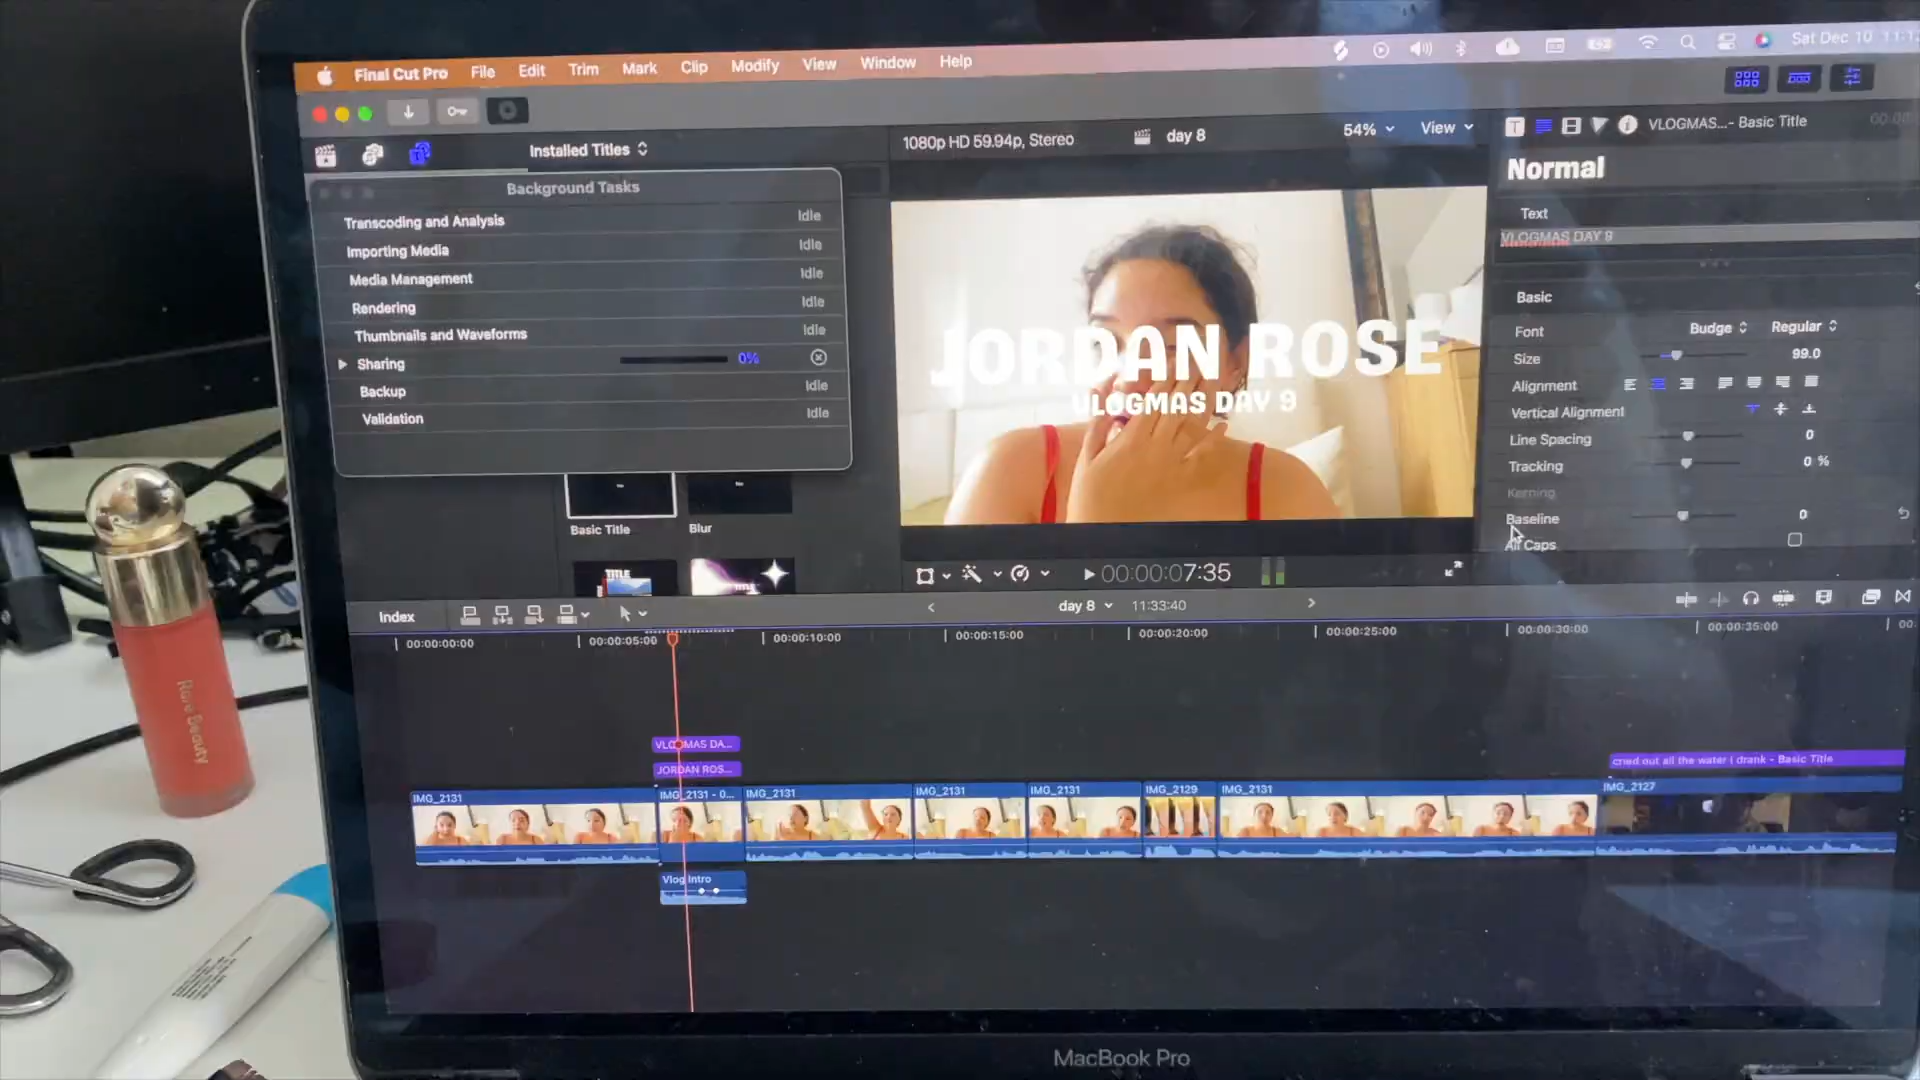 Final Cut Pro File Edit Trim Mark Clip Modify View Window Help
Sat Dec 10
Installed Titles
1080p HD 59.94p, Stereo
day 8
54%
View
VLOGMAS...- Basic Title
Normal
Text
VLOGMAS DAY 9
Background Tasks
Transcoding and Analysis Idle
Importing Media Idle
Media Management Idle
Rendering Idle
Thumbnails and Waveforms Idle
Sharing 0%
Backup Idle
Validation Idle
JORDAN ROSE
VLOGMAS DAY 9
Basic
Font Budge Regular
Size 99.0
Alignment
Vertical Alignment
Line Spacing 0
Tracking 0 %
Kerning
Baseline 0
All Caps
Basic Title
Blur
TITLE
TITLE
00:00:07:35
Index
day 8
11:33:40
00:00:00:00
00:00:05:00
00:00:10:00
00:00:15:00
00:00:20:00
00:00:25:00
00:00:30:00
00:00:35:00
VLOGMAS DA...
JORDAN ROS...
cried out all the water i drank - Basic Title
IMG_2131
IMG_2131 - 0...
IMG_2131
IMG_2131
IMG_2131
IMG_2129
IMG_2131
IMG_2127
Vlog Intro
Rare Beauty
MacBook Pro